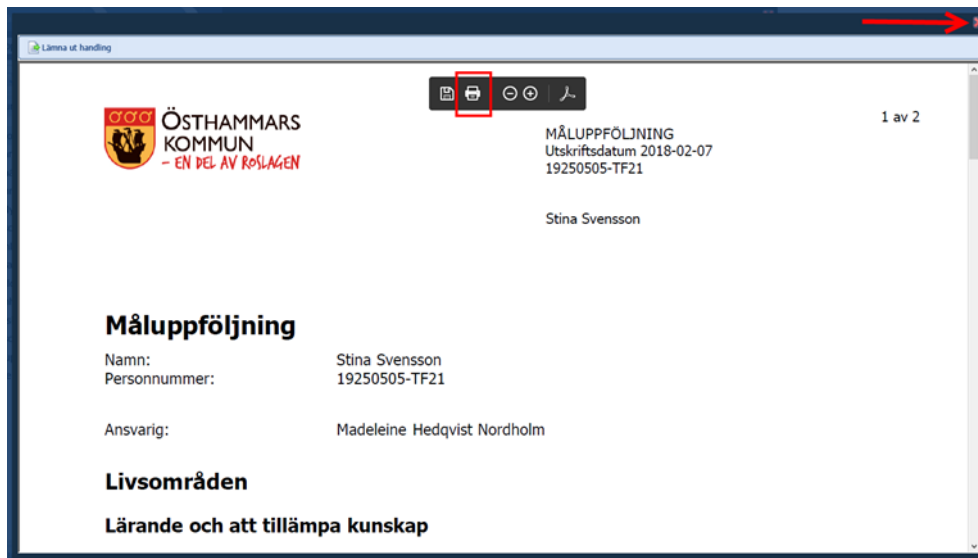 Lämna ut handling
ÖSTHAMMARS
KOMMUN
- EN DEL AV ROSLAGEN
MÅLUPPFÖLJNING
Utskriftsdatum 2018-02-07
19250505-TF21
1 av 2
Stina Svensson
Måluppföljning
Namn: Stina Svensson
Personnummer: 19250505-TF21
Ansvarig: Madeleine Hedqvist Nordholm
Livsområden
Lärande och att tillämpa kunskap